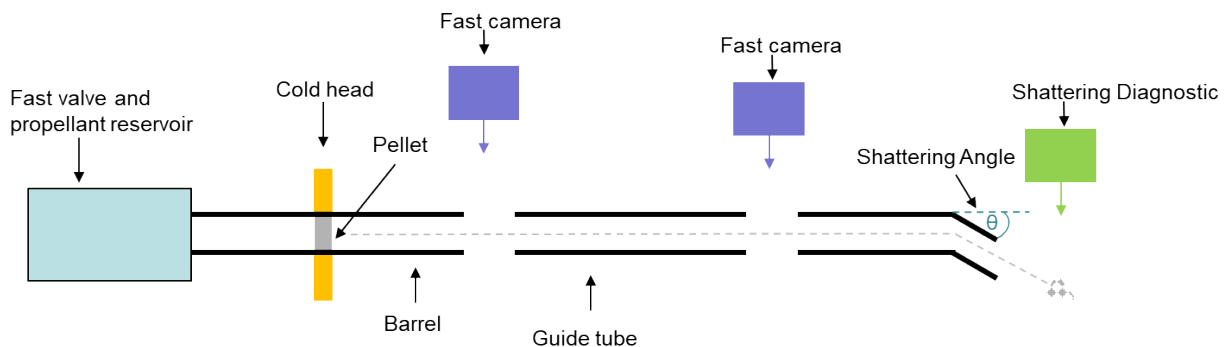 Fast camera
Fast camera
Cold head
Shattering Diagnostic
Fast valve and
propellant reservoir
Pellet
Shattering Angle
θ
Barrel
Guide tube